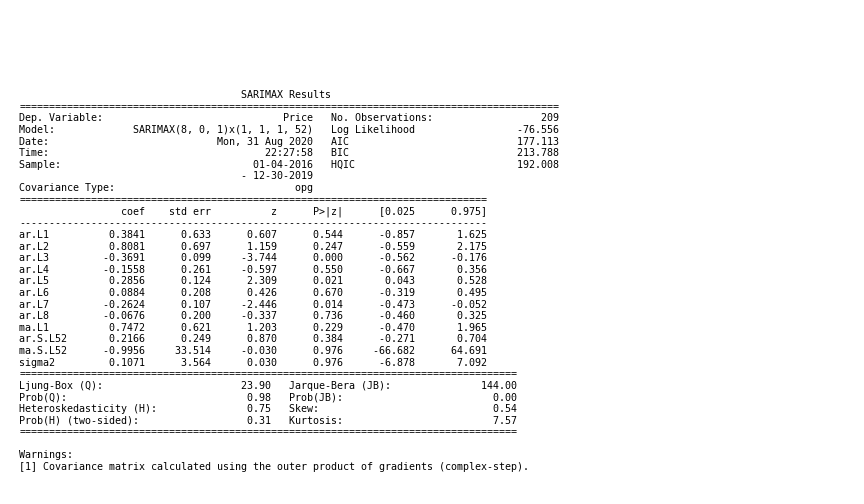 SARIMAX Results
==========================================================================================
Dep. Variable:                              Price   No. Observations:                  209
Model:             SARIMAX(8, 0, 1)x(1, 1, 1, 52)   Log Likelihood                 -76.556
Date:                            Mon, 31 Aug 2020   AIC                            177.113
Time:                                    22:27:58   BIC                            213.788
Sample:                                01-04-2016   HQIC                           192.008
                                     - 12-30-2019
Covariance Type:                              opg
==============================================================================
                 coef    std err          z      P>|z|      [0.025      0.975]
------------------------------------------------------------------------------
ar.L1          0.3841      0.633      0.607      0.544      -0.857       1.625
ar.L2          0.8081      0.697      1.159      0.247      -0.559       2.175
ar.L3         -0.3691      0.099     -3.744      0.000      -0.562      -0.176
ar.L4         -0.1558      0.261     -0.597      0.550      -0.667       0.356
ar.L5          0.2856      0.124      2.309      0.021       0.043       0.528
ar.L6          0.0884      0.208      0.426      0.670      -0.319       0.495
ar.L7         -0.2624      0.107     -2.446      0.014      -0.473      -0.052
ar.L8         -0.0676      0.200     -0.337      0.736      -0.460       0.325
ma.L1          0.7472      0.621      1.203      0.229      -0.470       1.965
ar.S.L52       0.2166      0.249      0.870      0.384      -0.271       0.704
ma.S.L52      -0.9956     33.514     -0.030      0.976     -66.682      64.691
sigma2         0.1071      3.564      0.030      0.976      -6.878       7.092
===================================================================================
Ljung-Box (Q):                       23.90   Jarque-Bera (JB):               144.00
Prob(Q):                              0.98   Prob(JB):                         0.00
Heteroskedasticity (H):               0.75   Skew:                             0.54
Prob(H) (two-sided):                  0.31   Kurtosis:                         7.57
===================================================================================

Warnings:
[1] Covariance matrix calculated using the outer product of gradients (complex-step).